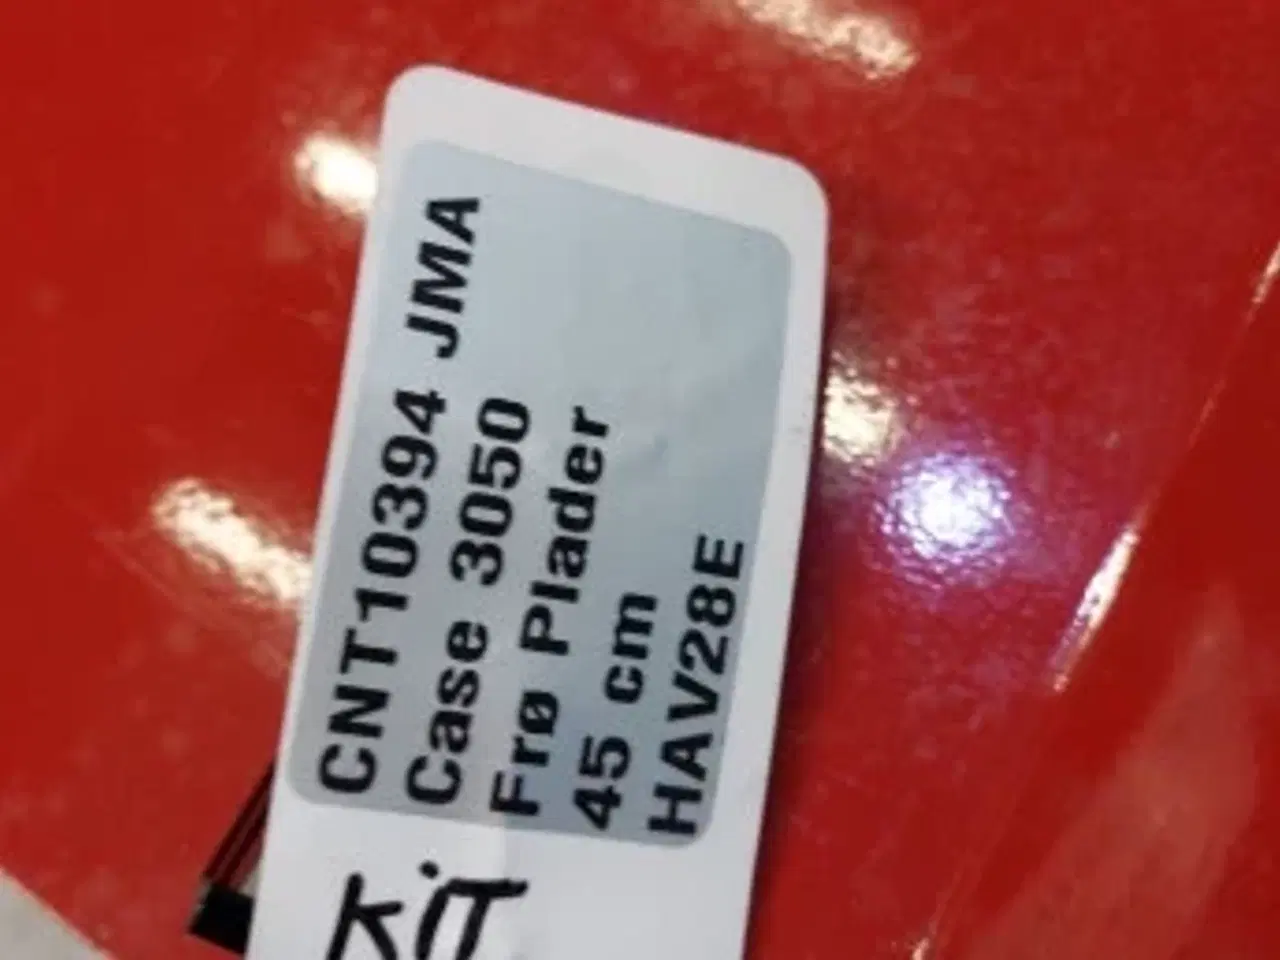 CNT10394 JMA
Case 3050
Frø Plader
45 cm
HAV28E
KiT